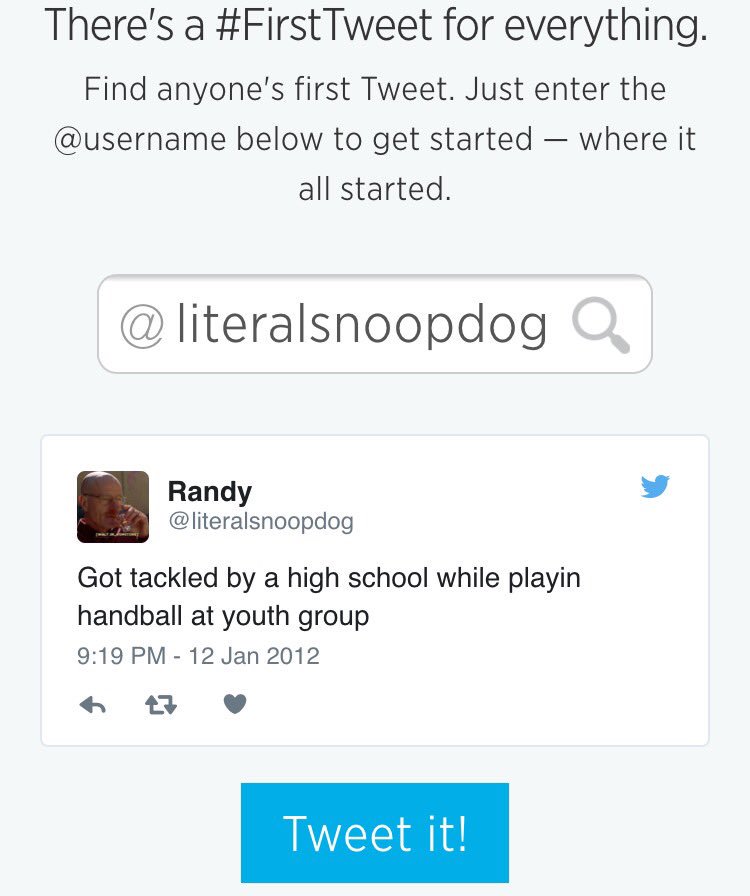 There's a #FirstTweet for everything.
Find anyone's first Tweet. Just enter the
@username below to get started — where it
all started.
@ literalsnoopdog
Randy
@literalsnoopdog
Got tackled by a high school while playin
handball at youth group
9:19 PM - 12 Jan 2012
Tweet it!